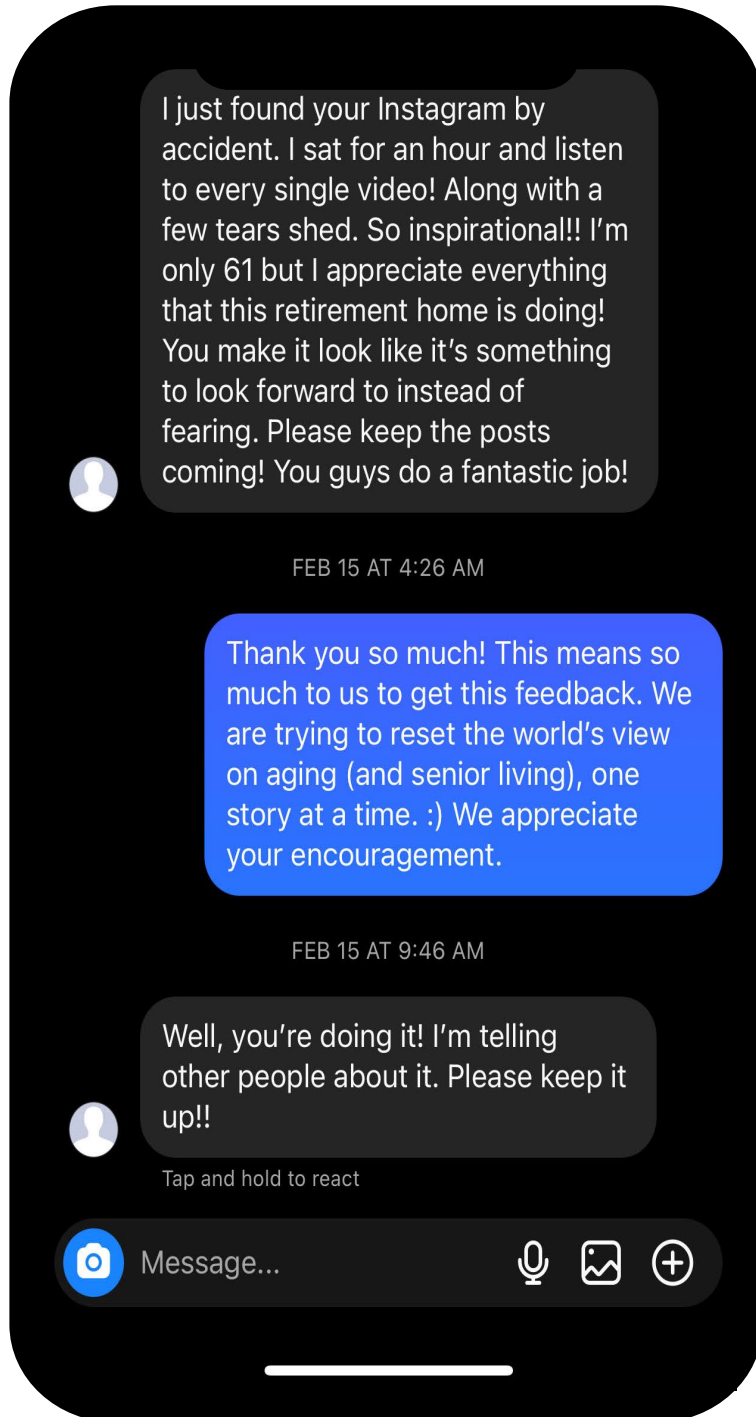 I just found your Instagram by
accident. I sat for an hour and listen
to every single video! Along with a
few tears shed. So inspirational!! I’m
only 61 but I appreciate everything
that this retirement home is doing!
You make it look like it’s something
to look forward to instead of
fearing. Please keep the posts
coming! You guys do a fantastic job!
FEB 15 AT 4:26 AM
Thank you so much! This means so
much to us to get this feedback. We
are trying to reset the world’s view
on aging (and senior living), one
story at a time. :) We appreciate
your encouragement.
FEB 15 AT 9:46 AM
Well, you’re doing it! I’m telling
other people about it. Please keep it
up!!
Tap and hold to react
Message...